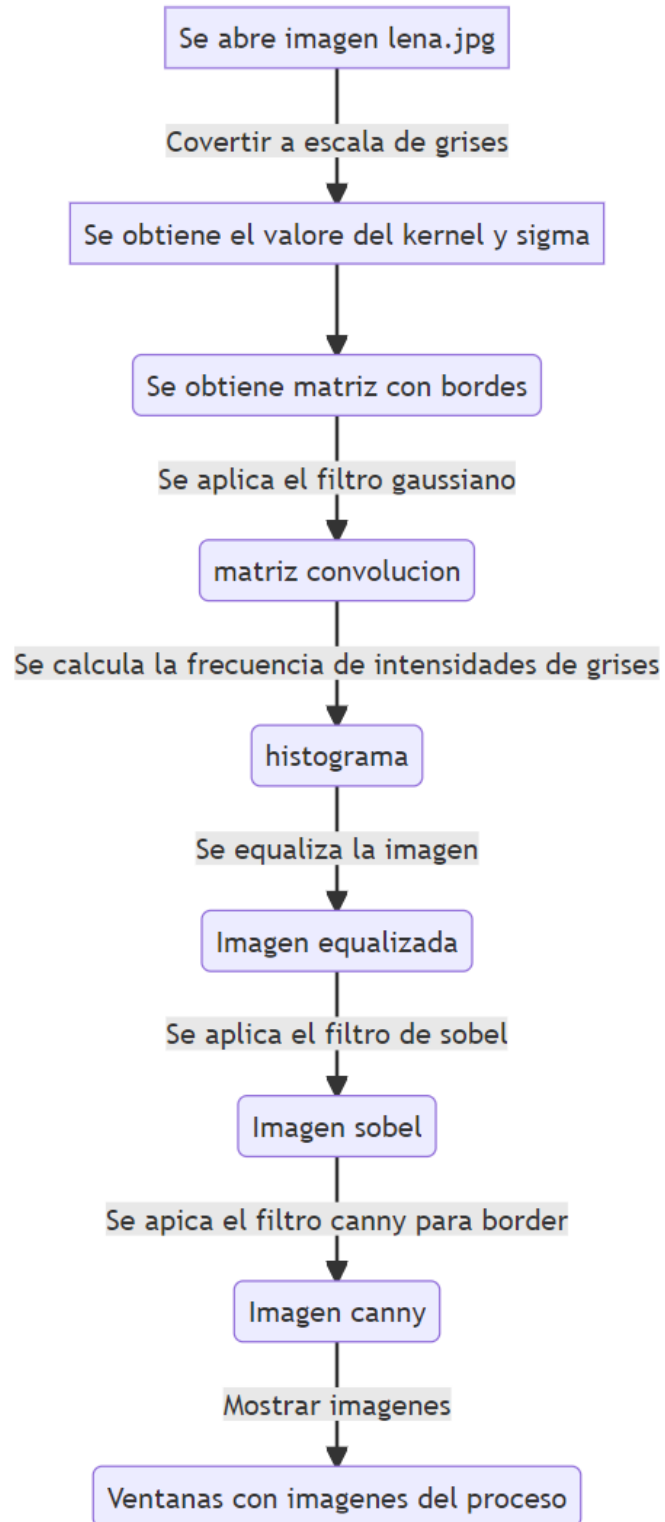 Se abre imagen lena.jpg
Covertir a escala de grises
Se obtiene el valore del kernel y sigma
Se obtiene matriz con bordes
Se aplica el filtro gaussiano
matriz convolucion
Se calcula la frecuencia de intensidades de grises
histograma
Se equaliza la imagen
Imagen equalizada
Se aplica el filtro de sobel
Imagen sobel
Se apica el filtro canny para border
Imagen canny
Mostrar imagenes
Ventanas con imagenes del proceso